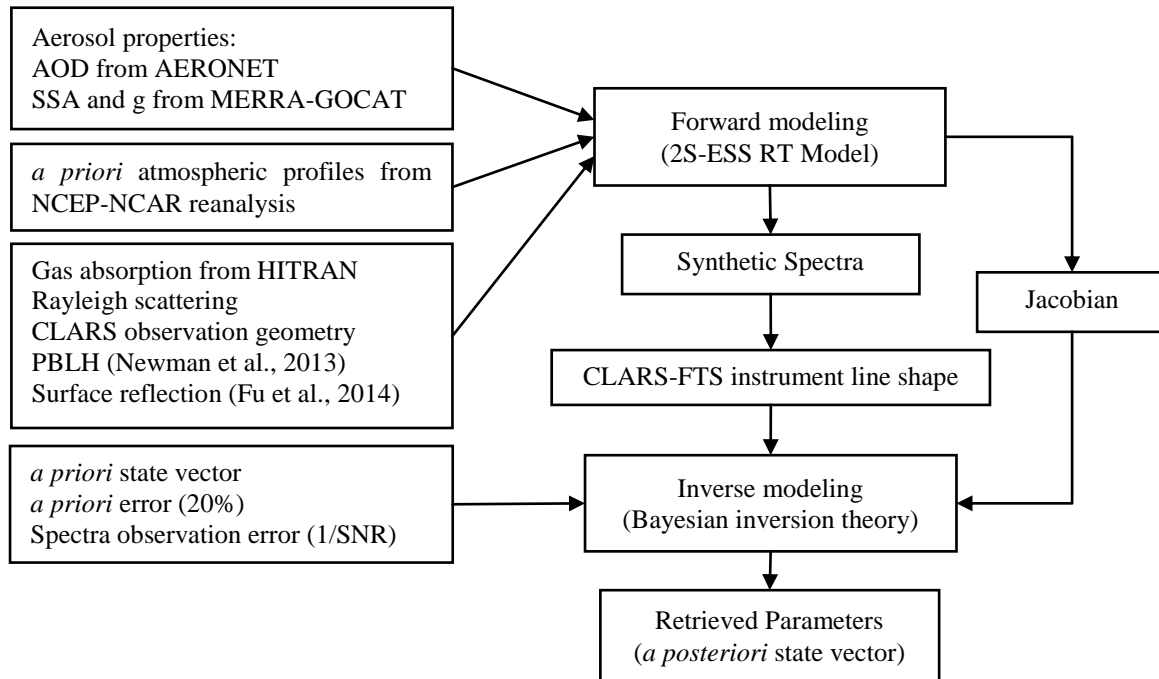 Aerosol properties:
AOD from AERONET
SSA and g from MERRA-GOCAT
a priori atmospheric profiles from
NCEP-NCAR reanalysis
Gas absorption from HITRAN
Rayleigh scattering
CLARS observation geometry
PBLH (Newman et al., 2013)
Surface reflection (Fu et al., 2014)
a priori state vector
a priori error (20%)
Spectra observation error (1/SNR)
Forward modeling
(2S-ESS RT Model)
Synthetic Spectra
Jacobian
CLARS-FTS instrument line shape
Inverse modeling
(Bayesian inversion theory)
Retrieved Parameters
(a posteriori state vector)